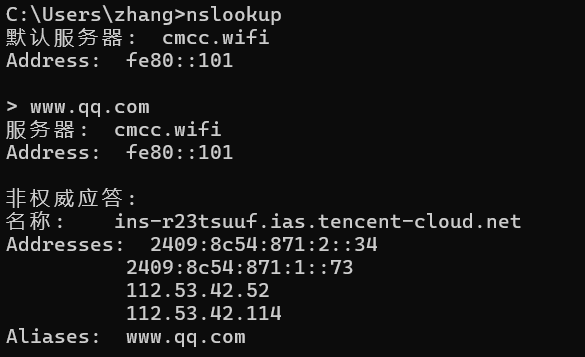 C:\Users\zhang>nslookup
默认服务器:  cmcc.wifi
Address:  fe80::101
> www.qq.com
服务器:  cmcc.wifi
Address:  fe80::101
非权威应答:
名称:    ins-r23tsuuf.ias.tencent-cloud.net
Addresses:  2409:8c54:871:2::34
2409:8c54:871:1::73
112.53.42.52
112.53.42.114
Aliases:  www.qq.com